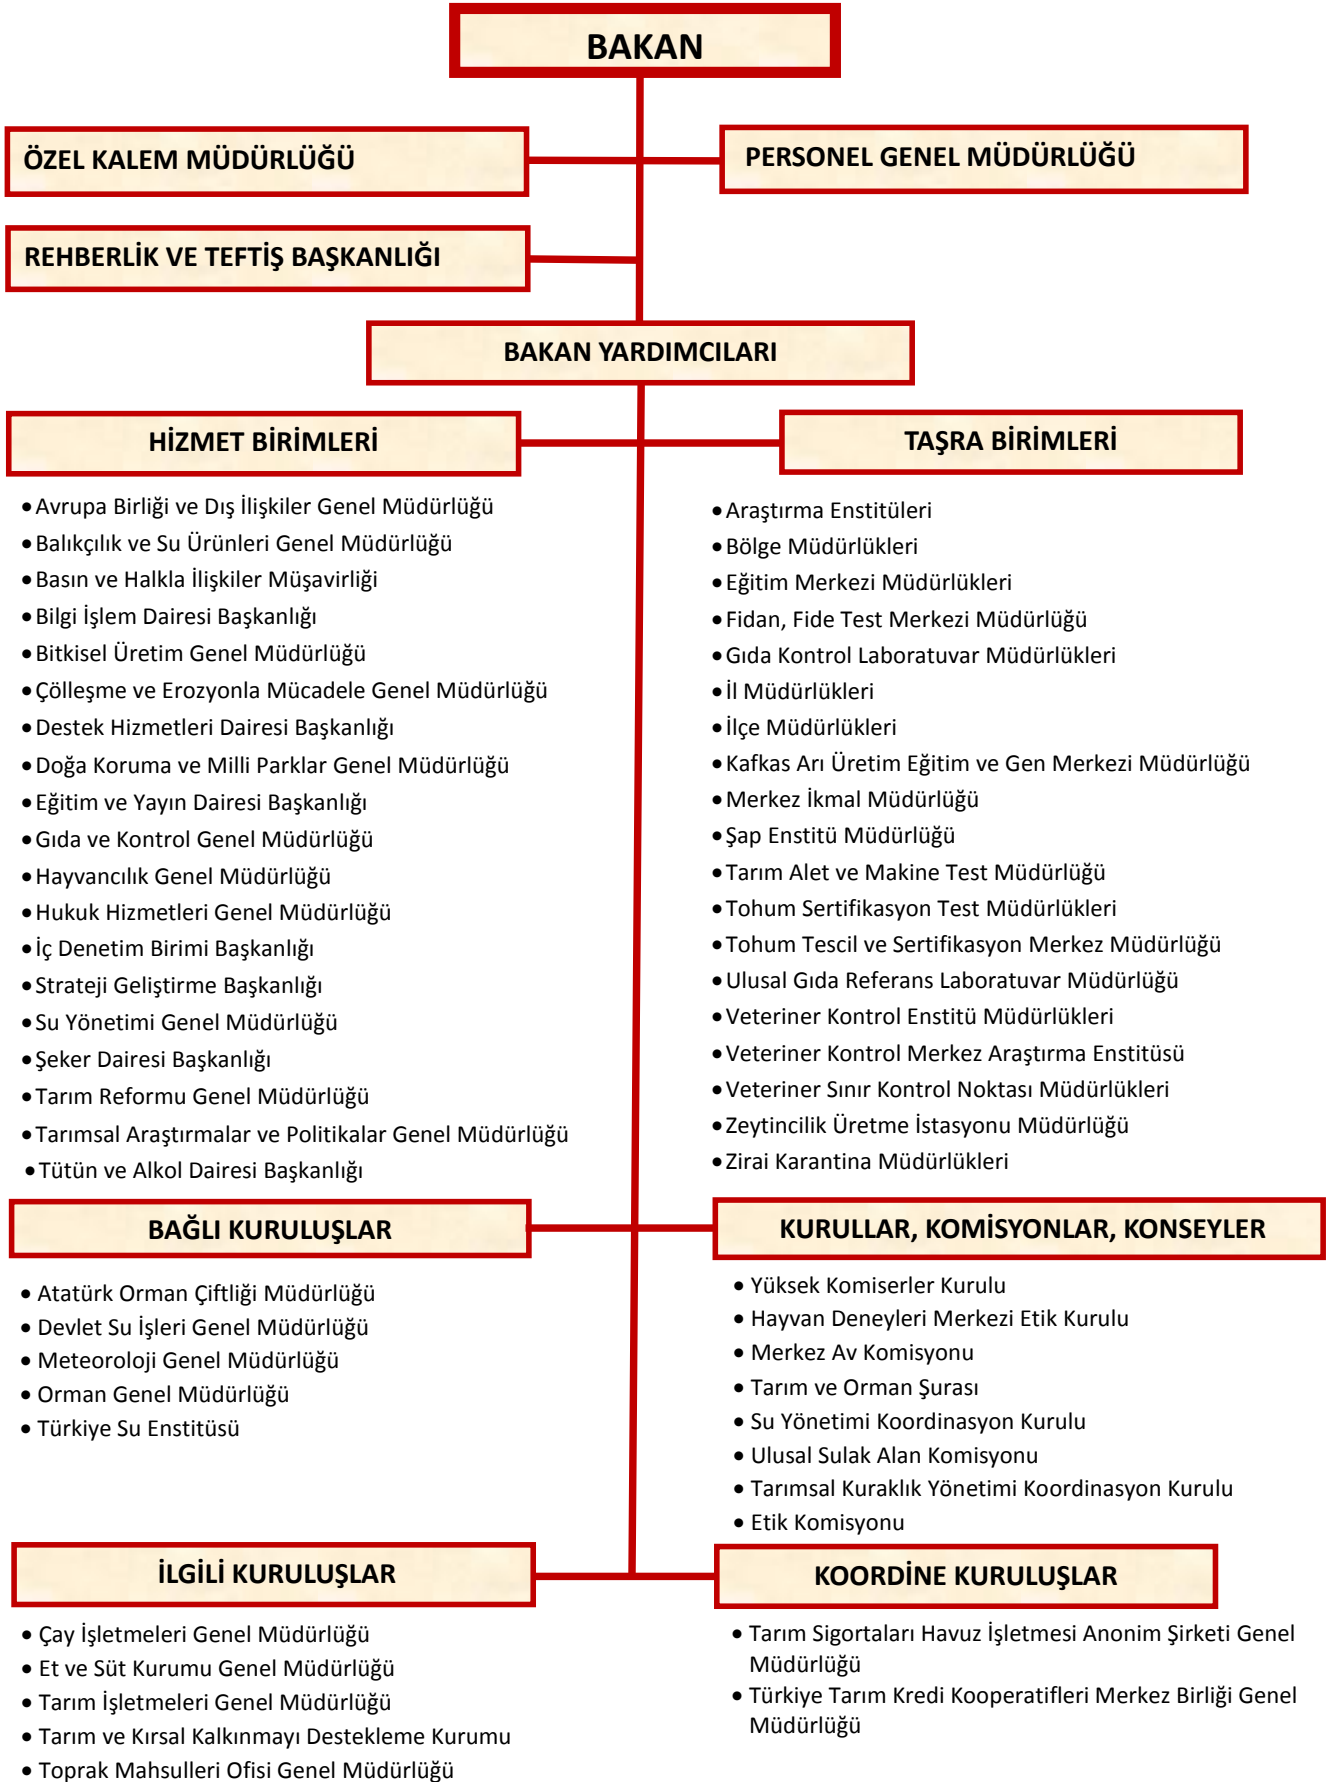 BAKAN
ÖZEL KALEM MÜDÜRLÜĞÜ
PERSONEL GENEL MÜDÜRLÜĞÜ
REHBERLİK VE TEFTİŞ BAŞKANLIĞI
BAKAN YARDIMCILARI
HİZMET BİRİMLERİ
• Avrupa Birliği ve Dış İlişkiler Genel Müdürlüğü
• Balıkçılık ve Su Ürünleri Genel Müdürlüğü
• Basın ve Halkla İlişkiler Müşavirliği
• Bilgi İşlem Dairesi Başkanlığı
• Bitkisel Üretim Genel Müdürlüğü
• Çölleşme ve Erozyonla Mücadele Genel Müdürlüğü
• Destek Hizmetleri Dairesi Başkanlığı
• Doğa Koruma ve Milli Parklar Genel Müdürlüğü
• Eğitim ve Yayın Dairesi Başkanlığı
• Gıda ve Kontrol Genel Müdürlüğü
• Hayvancılık Genel Müdürlüğü
• Hukuk Hizmetleri Genel Müdürlüğü
• İç Denetim Birimi Başkanlığı
• Strateji Geliştirme Başkanlığı
• Su Yönetimi Genel Müdürlüğü
• Şeker Dairesi Başkanlığı
• Tarım Reformu Genel Müdürlüğü
• Tarımsal Araştırmalar ve Politikalar Genel Müdürlüğü
• Tütün ve Alkol Dairesi Başkanlığı
TAŞRA BİRİMLERİ
• Araştırma Enstitüleri
• Bölge Müdürlükleri
• Eğitim Merkezi Müdürlükleri
• Fidan, Fide Test Merkezi Müdürlüğü
• Gıda Kontrol Laboratuvar Müdürlükleri
• İl Müdürlükleri
• İlçe Müdürlükleri
• Kafkas Arı Üretim Eğitim ve Gen Merkezi Müdürlüğü
• Merkez İkmal Müdürlüğü
• Şap Enstitü Müdürlüğü
• Tarım Alet ve Makine Test Müdürlüğü
• Tohum Sertifikasyon Test Müdürlükleri
• Tohum Tescil ve Sertifikasyon Merkez Müdürlüğü
• Ulusal Gıda Referans Laboratuvar Müdürlüğü
• Veteriner Kontrol Enstitü Müdürlükleri
• Veteriner Kontrol Merkez Araştırma Enstitüsü
• Veteriner Sınır Kontrol Noktası Müdürlükleri
• Zeytincilik Üretme İstasyonu Müdürlüğü
• Zirai Karantina Müdürlükleri
BAĞLI KURULUŞLAR
• Atatürk Orman Çiftliği Müdürlüğü
• Devlet Su İşleri Genel Müdürlüğü
• Meteoroloji Genel Müdürlüğü
• Orman Genel Müdürlüğü
• Türkiye Su Enstitüsü
KURULLAR, KOMİSYONLAR, KONSEYLER
• Yüksek Komiserler Kurulu
• Hayvan Deneyleri Merkezi Etik Kurulu
• Merkez Av Komisyonu
• Tarım ve Orman Şurası
• Su Yönetimi Koordinasyon Kurulu
• Ulusal Sulak Alan Komisyonu
• Tarımsal Kuraklık Yönetimi Koordinasyon Kurulu
• Etik Komisyonu
İLGİLİ KURULUŞLAR
• Çay İşletmeleri Genel Müdürlüğü
• Et ve Süt Kurumu Genel Müdürlüğü
• Tarım İşletmeleri Genel Müdürlüğü
• Tarım ve Kırsal Kalkınmayı Destekleme Kurumu
• Toprak Mahsulleri Ofisi Genel Müdürlüğü
KOORDİNE KURULUŞLAR
• Tarım Sigortaları Havuz İşletmesi Anonim Şirketi Genel
Müdürlüğü
• Türkiye Tarım Kredi Kooperatifleri Merkez Birliği Genel
Müdürlüğü